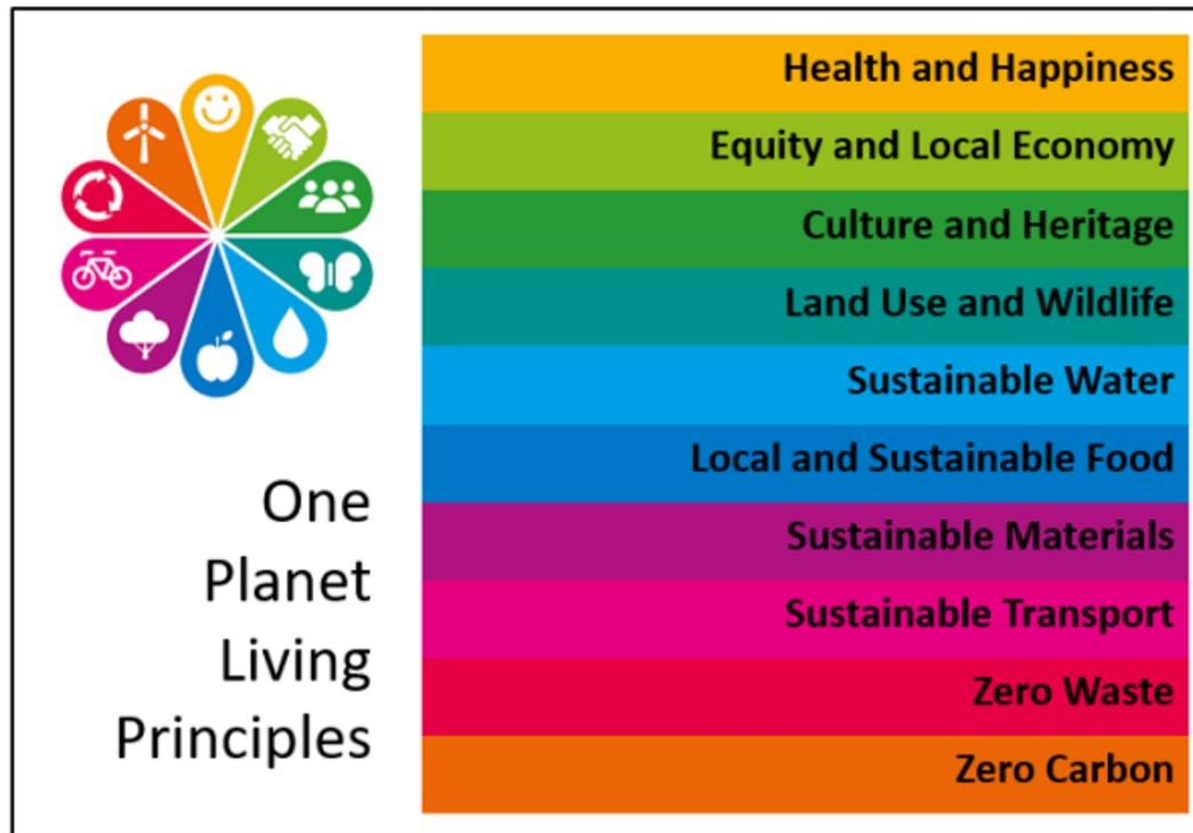 One
Planet
Living
Principles
Health and Happiness
Equity and Local Economy
Culture and Heritage
Land Use and Wildlife
Sustainable Water
Local and Sustainable Food
Sustainable Materials
Sustainable Transport
Zero Waste
Zero Carbon